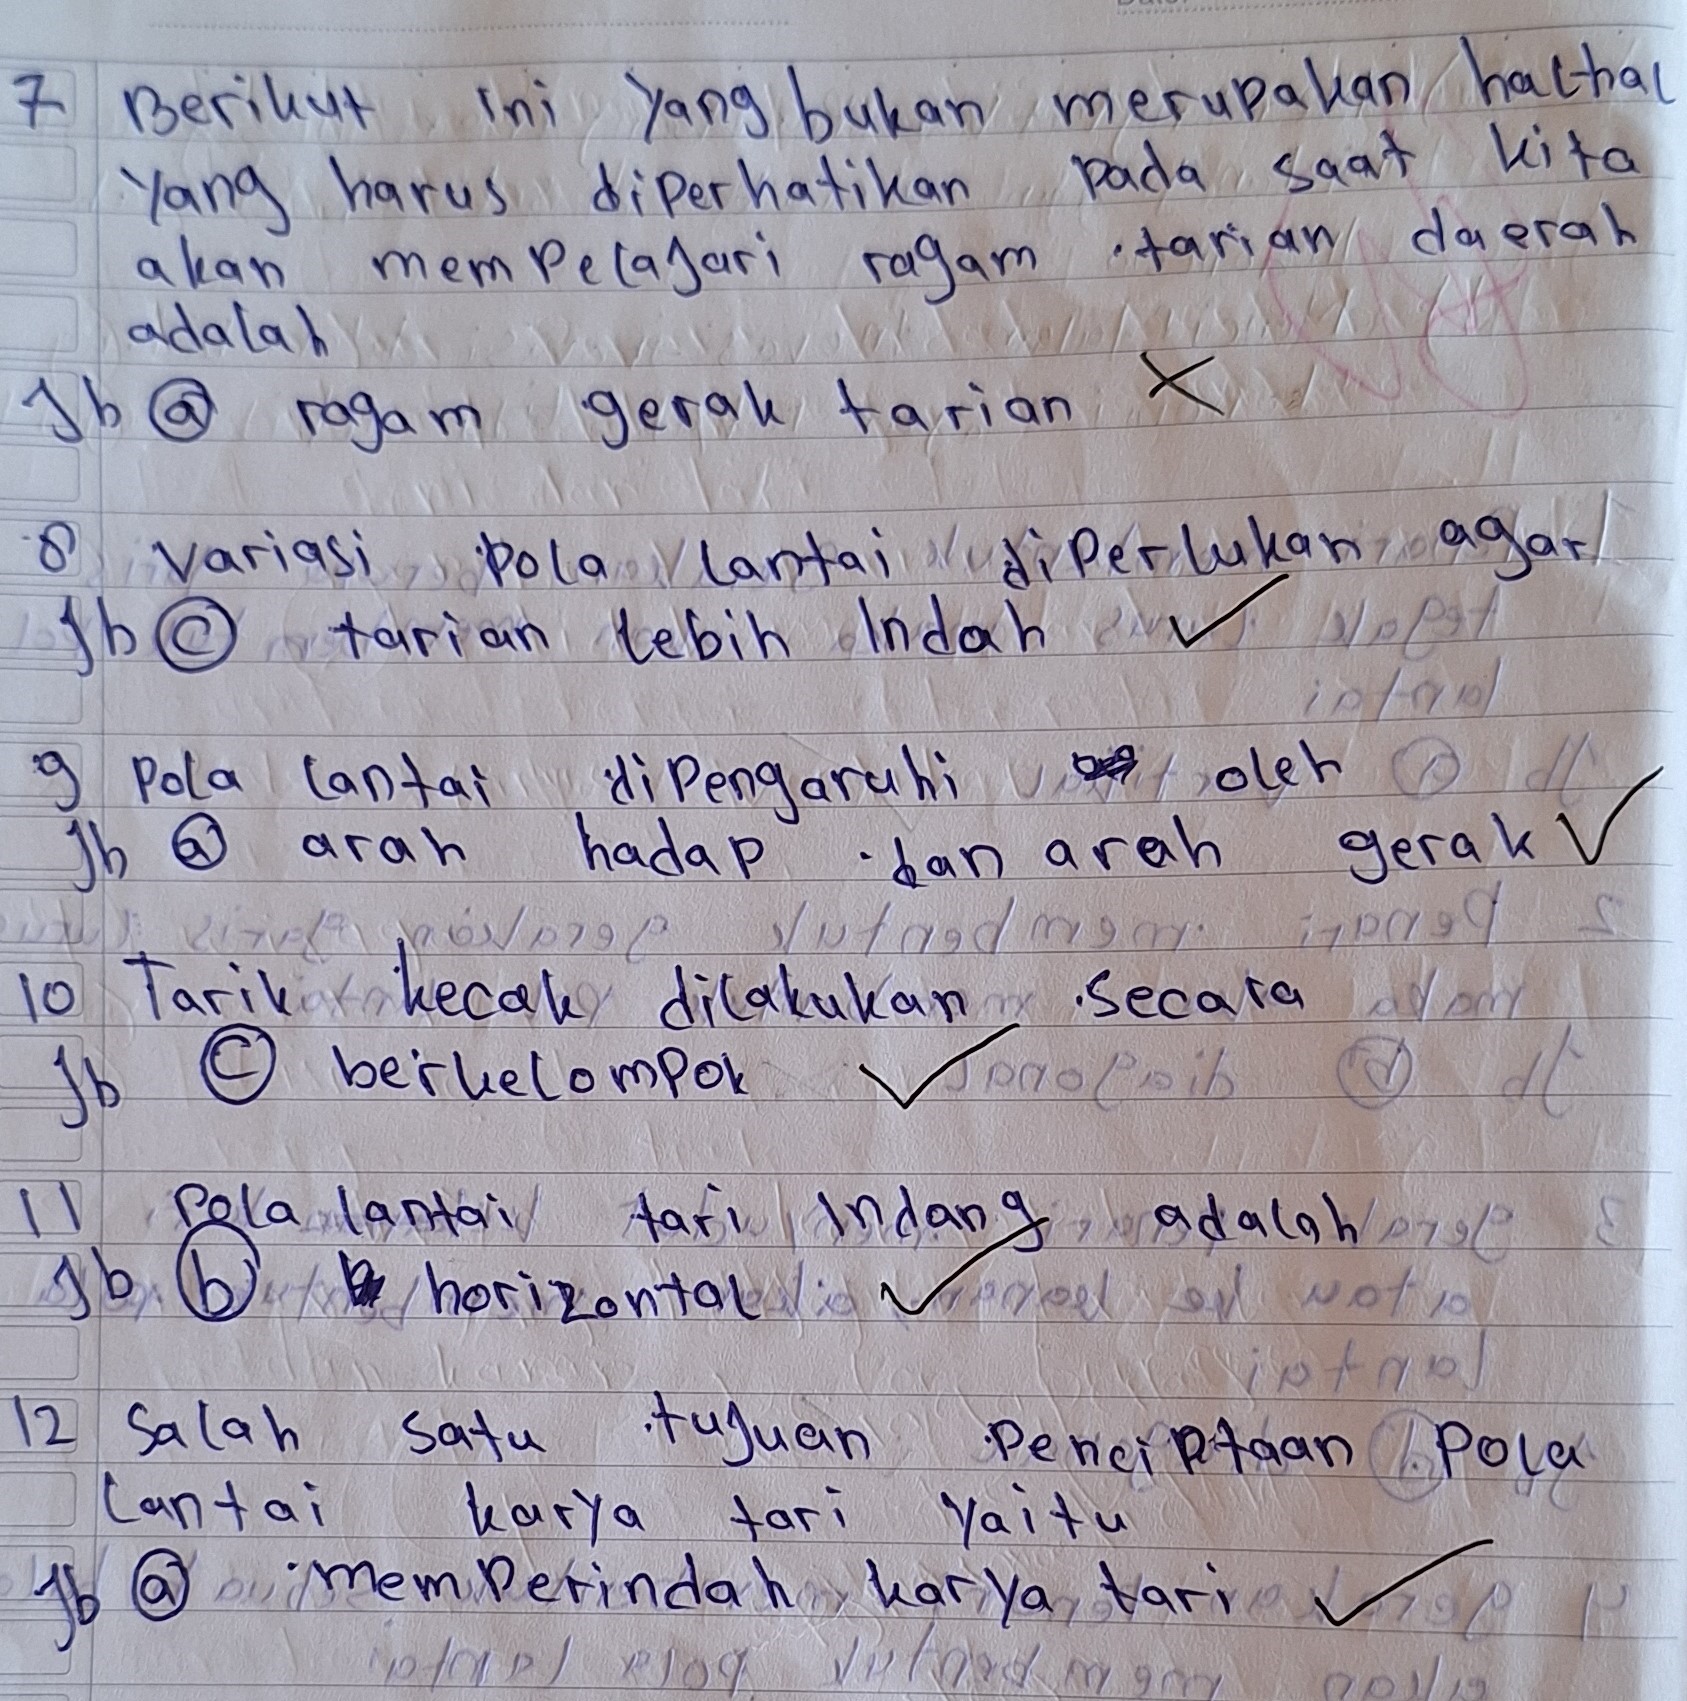 7 Berikut ini yang bukan merupakan hal-hal
yang harus diperhatikan pada saat kita
akan mempelajari ragam tarian daerah
adalah
Jb a ragam gerak tarian
8 Variasi pola lantai diperlukan agar
Jb c tarian lebih indah
9 Pola lantai dipengaruhi oleh
Jb a arah hadap dan arah gerak
10 Tarik kecak dilakukan secara
Jb c berkelompok
11 Pola lantai tari indang adalah
Jb b horizontal
12 Salah satu tujuan penciptaan pola
lantai karya tari yaitu
Jb a memperindah karya tari